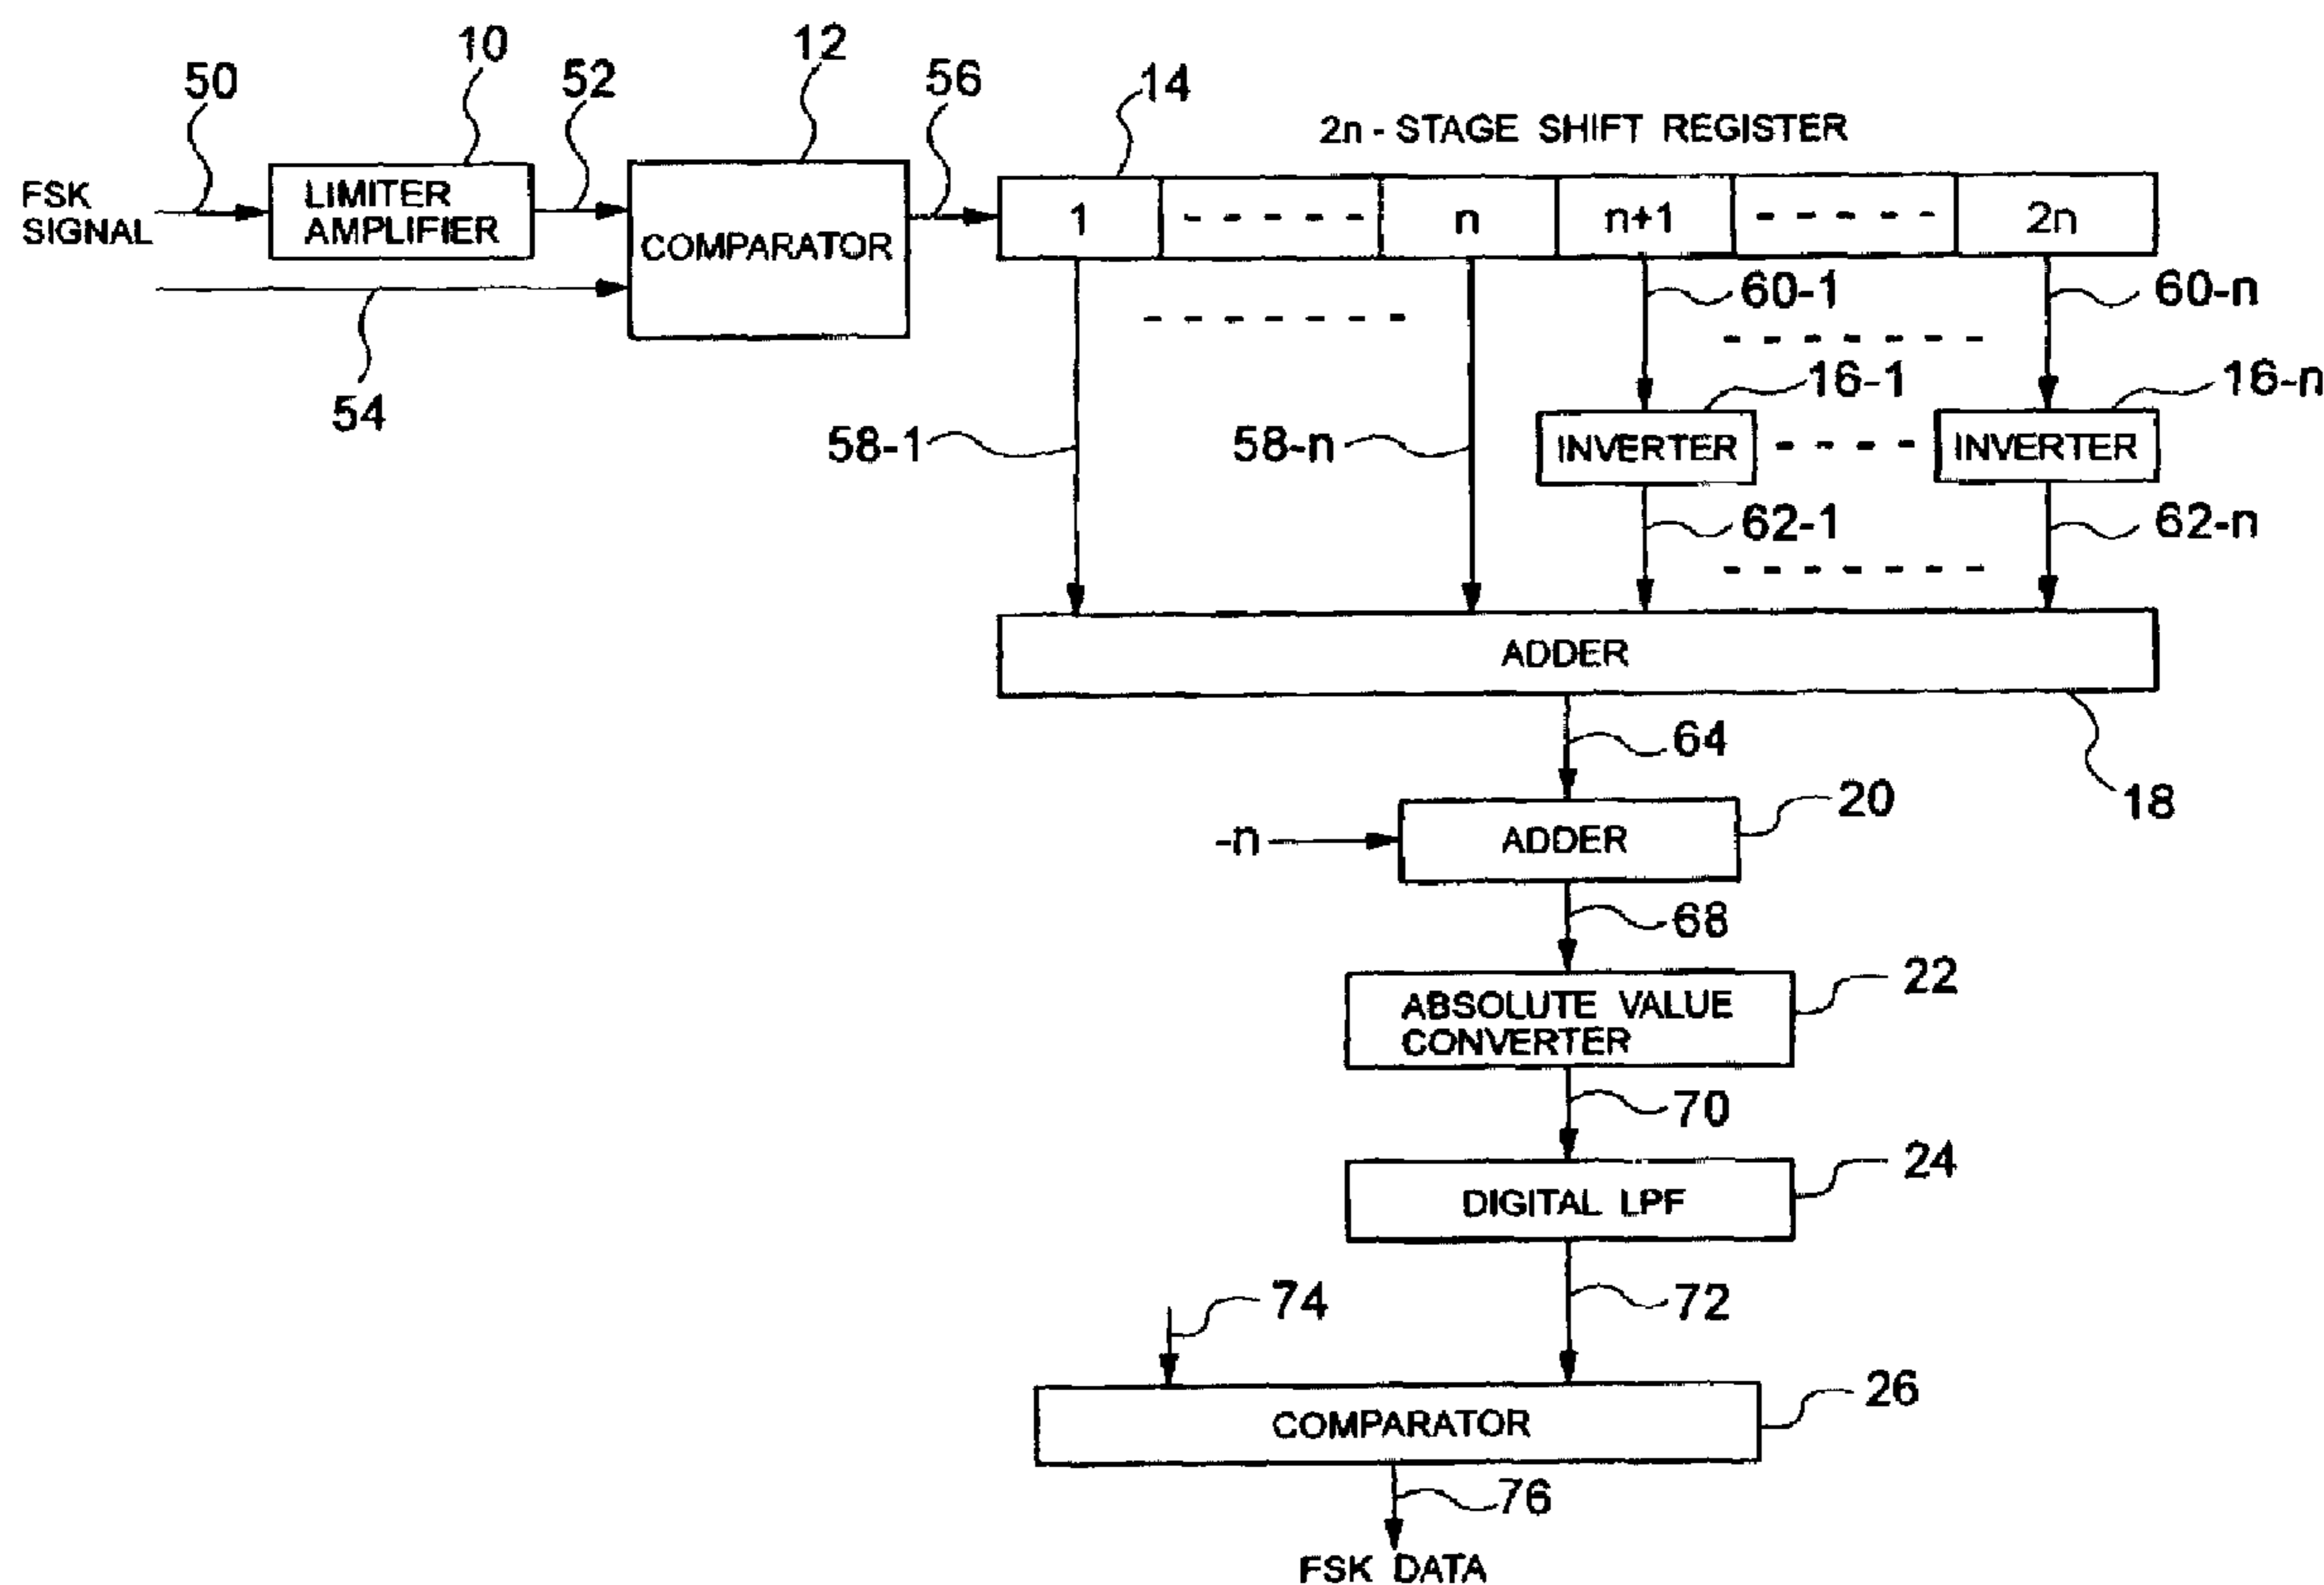 10
12
50
52
56
14
2n - STAGE SHIFT REGISTER
FSK
SIGNAL
LIMITER
AMPLIFIER
COMPARATOR
1
n
n+1
2n
54
60-1
60-n
16-1
16-n
58-1
58-n
INVERTER
INVERTER
62-1
62-n
ADDER
64
18
-n
ADDER
20
68
22
ABSOLUTE VALUE
CONVERTER
70
24
DIGITAL LPF
74
72
26
COMPARATOR
76
FSK DATA